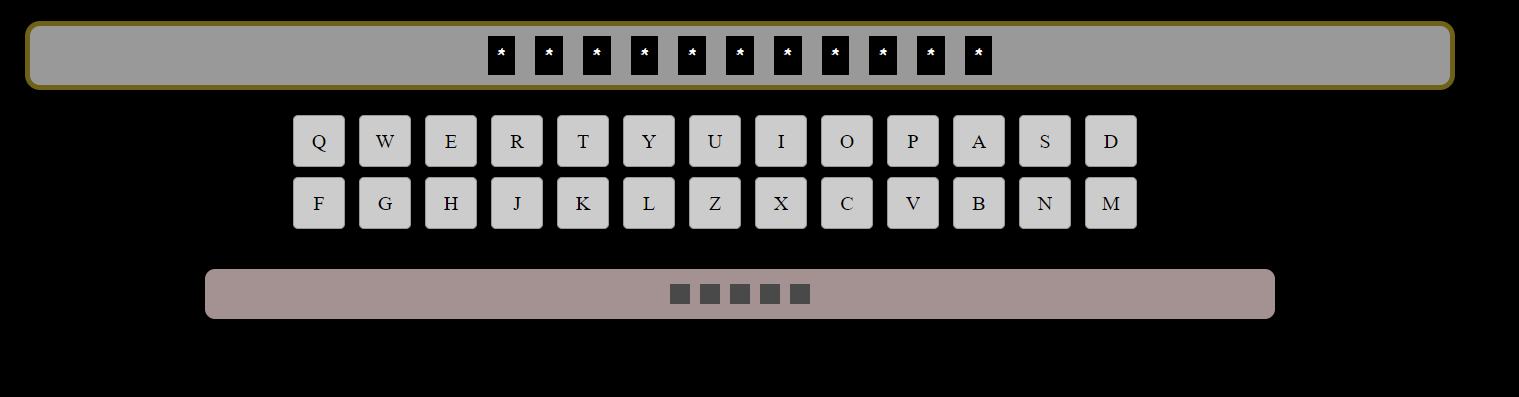 * * * * * * * * * * *
Q W E R T Y U I O P A S D
F G H J K L Z X C V B N M